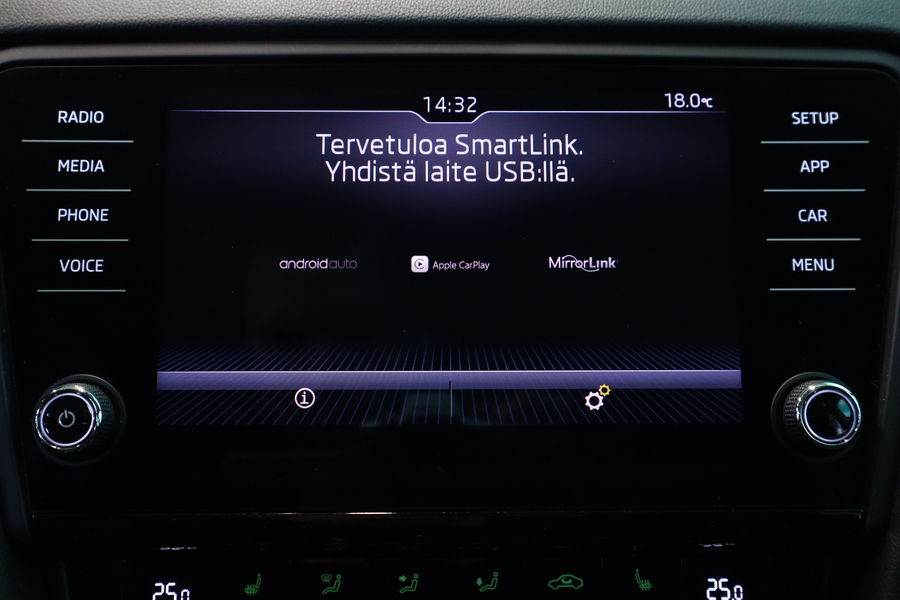 14:32
18.0°C
RADIO
MEDIA
PHONE
VOICE
Tervetuloa SmartLink.
Yhdistä laite USB:llä.
androidauto
Apple CarPlay
MirrorLink
SETUP
APP
CAR
MENU
25.0
25.0